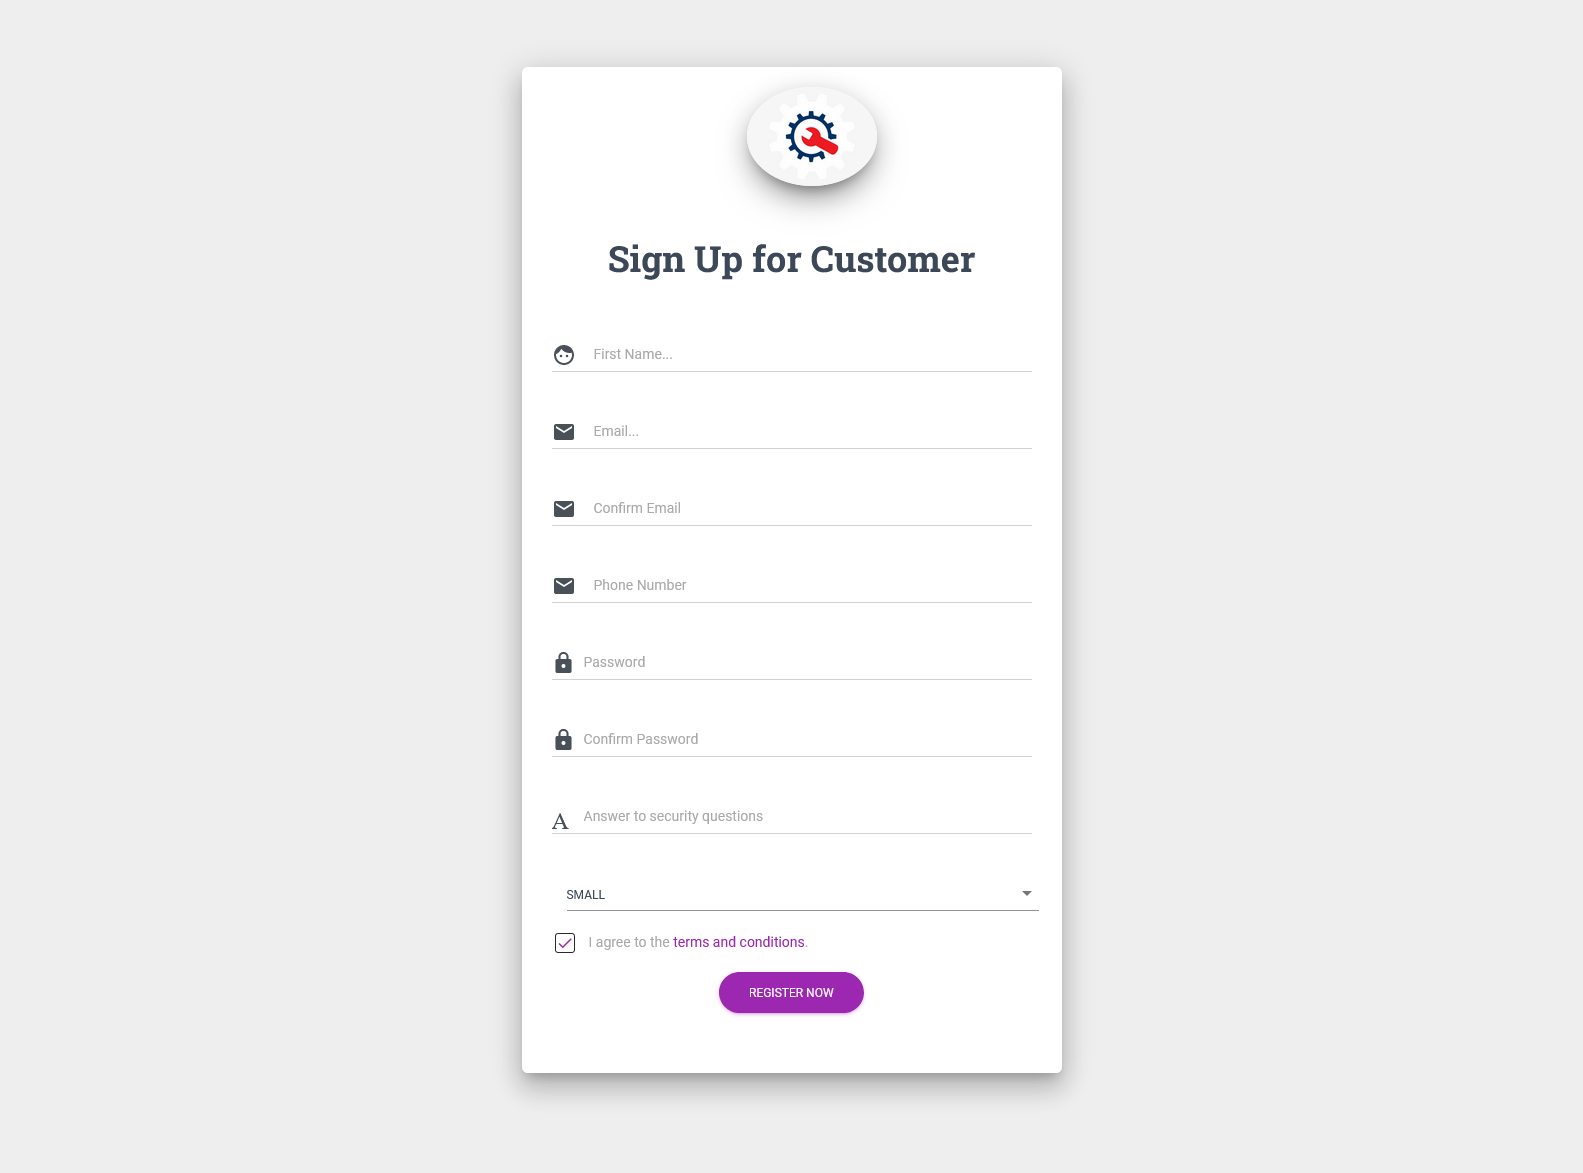 Sign Up for Customer
First Name...
Email...
Confirm Email
Phone Number
Password
Confirm Password
Answer to security questions
SMALL
I agree to the terms and conditions.
REGISTER NOW